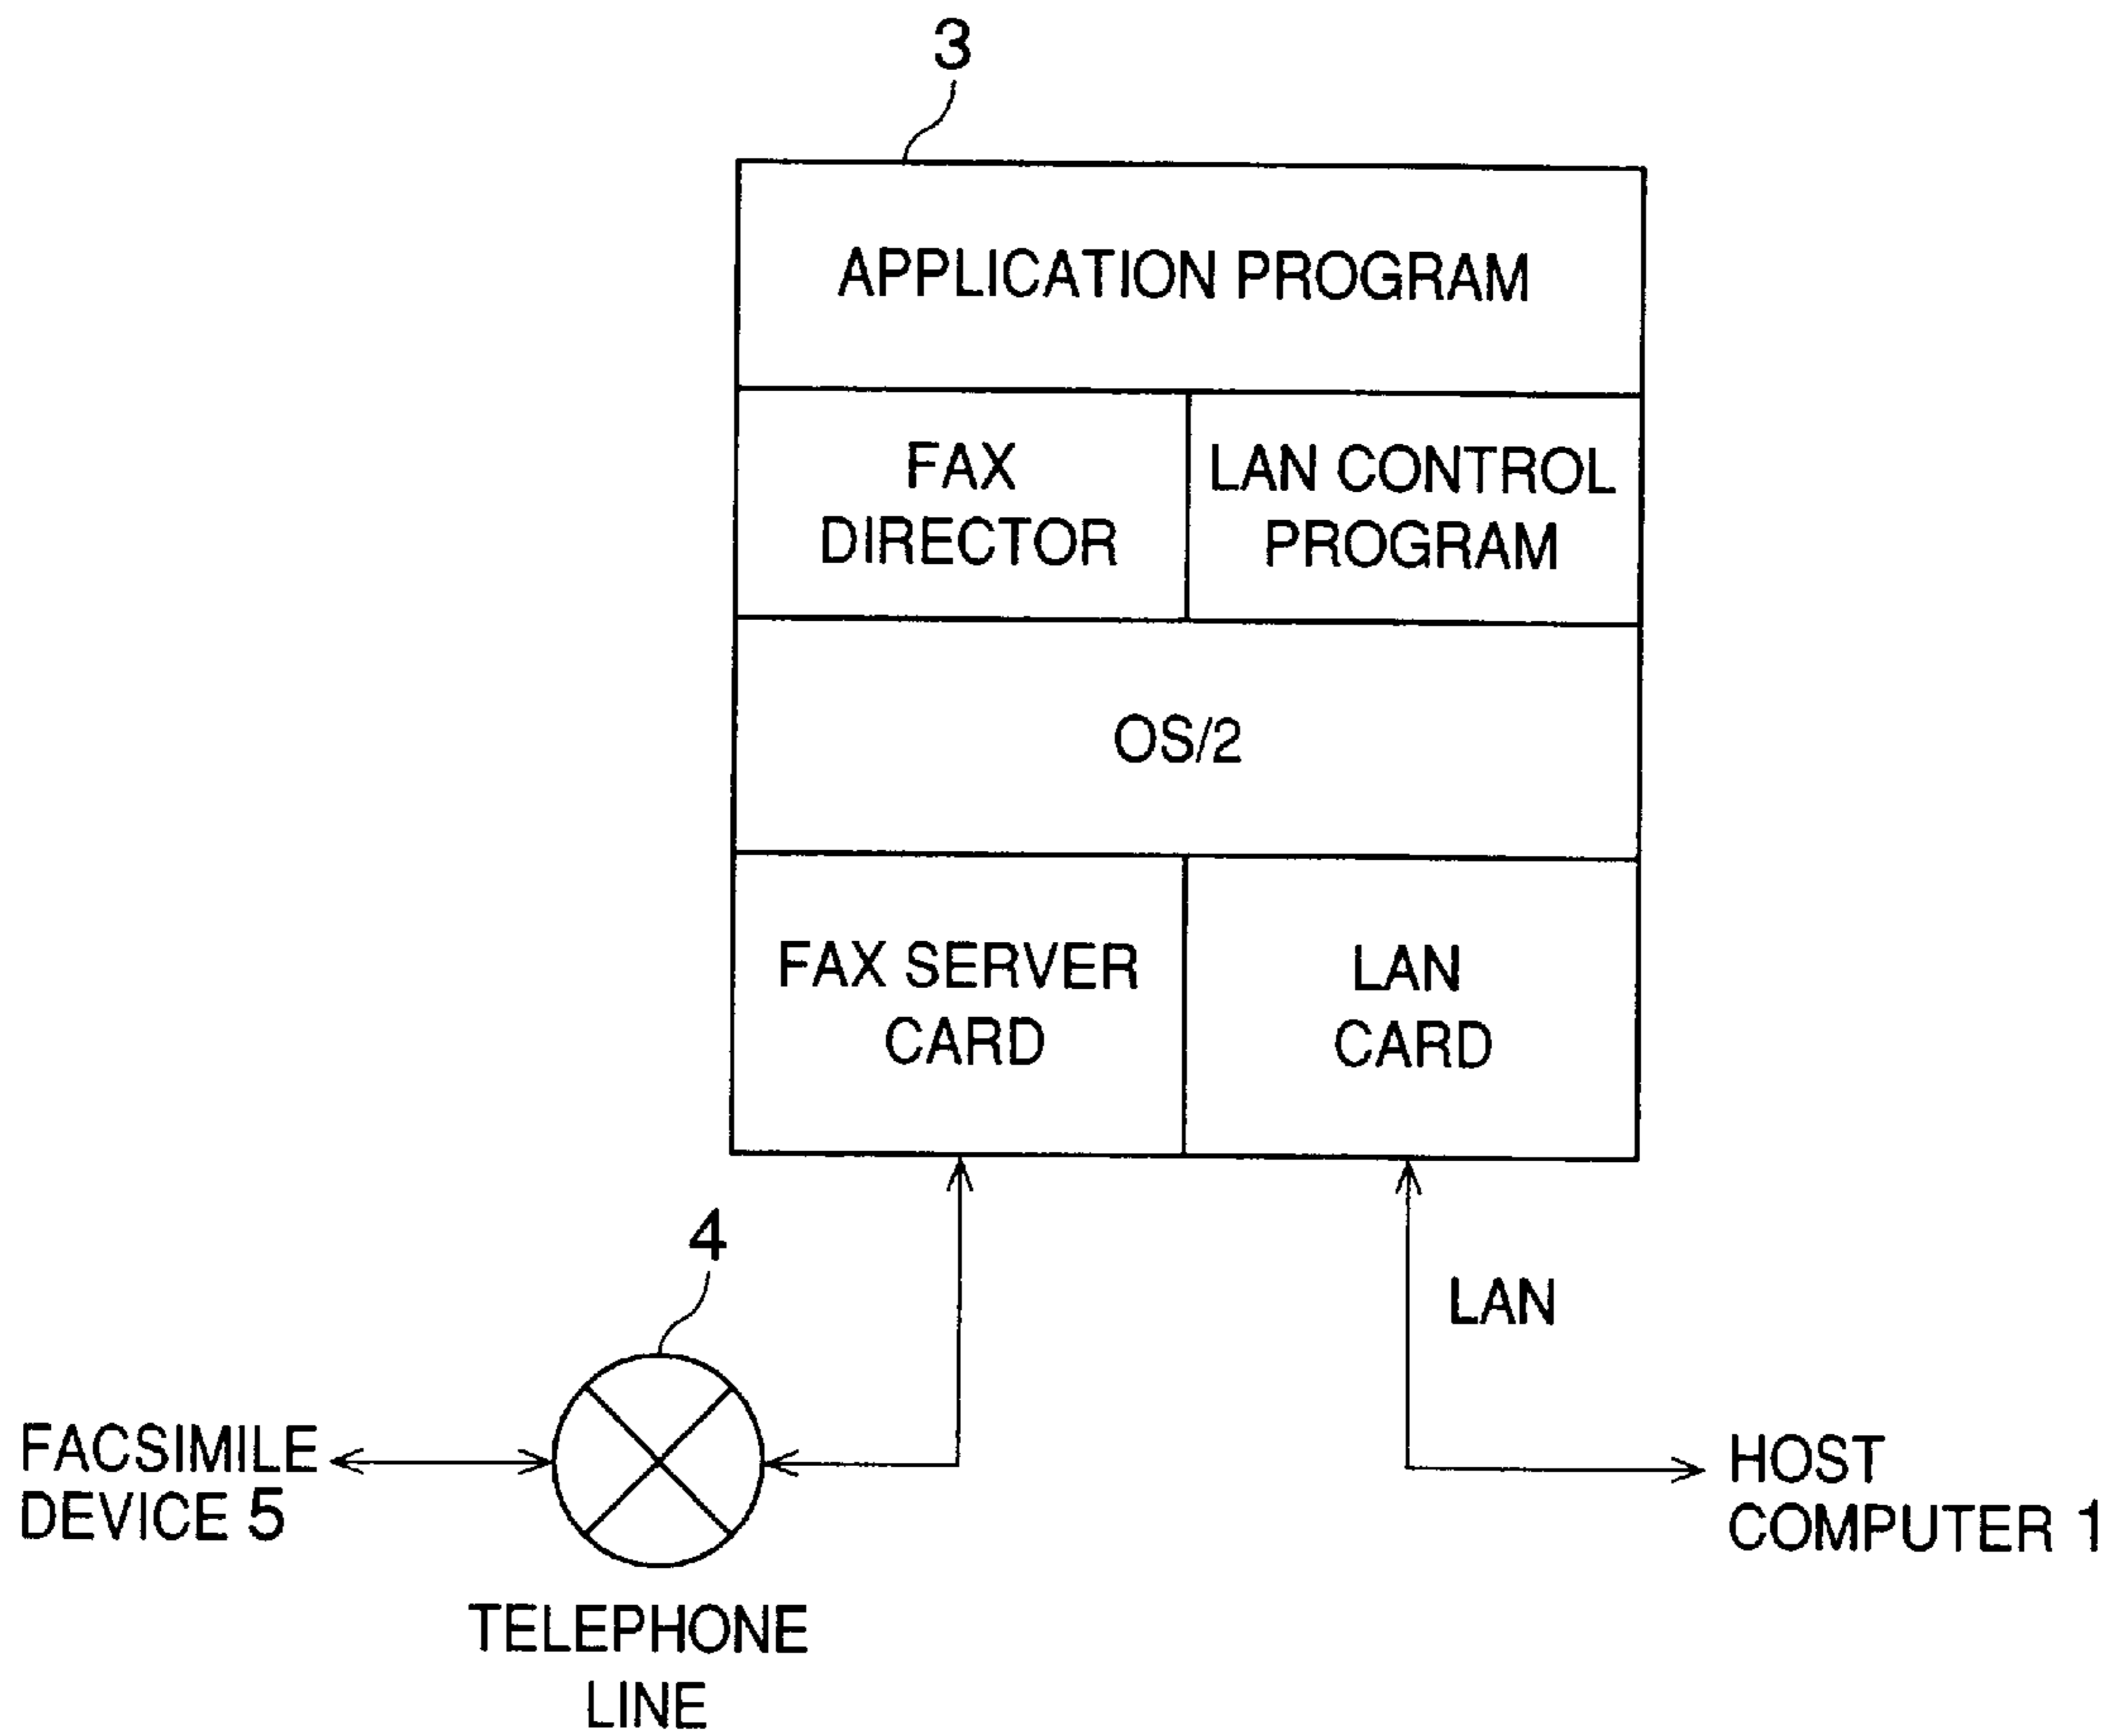 3
APPLICATION PROGRAM
FAX
DIRECTOR
LAN CONTROL
PROGRAM
OS/2
FAX SERVER
CARD
LAN
CARD
4
LAN
FACSIMILE
DEVICE 5
HOST
COMPUTER 1
TELEPHONE
LINE